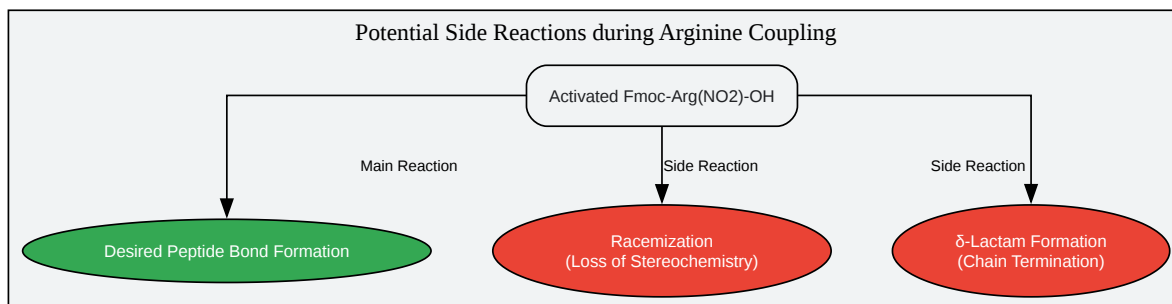 Potential Side Reactions during Arginine Coupling
Activated Fmoc-Arg(NO2)-OH
Main Reaction
Side Reaction
Side Reaction
Desired Peptide Bond Formation
Racemization
(Loss of Stereochemistry)
δ-Lactam Formation
(Chain Termination)